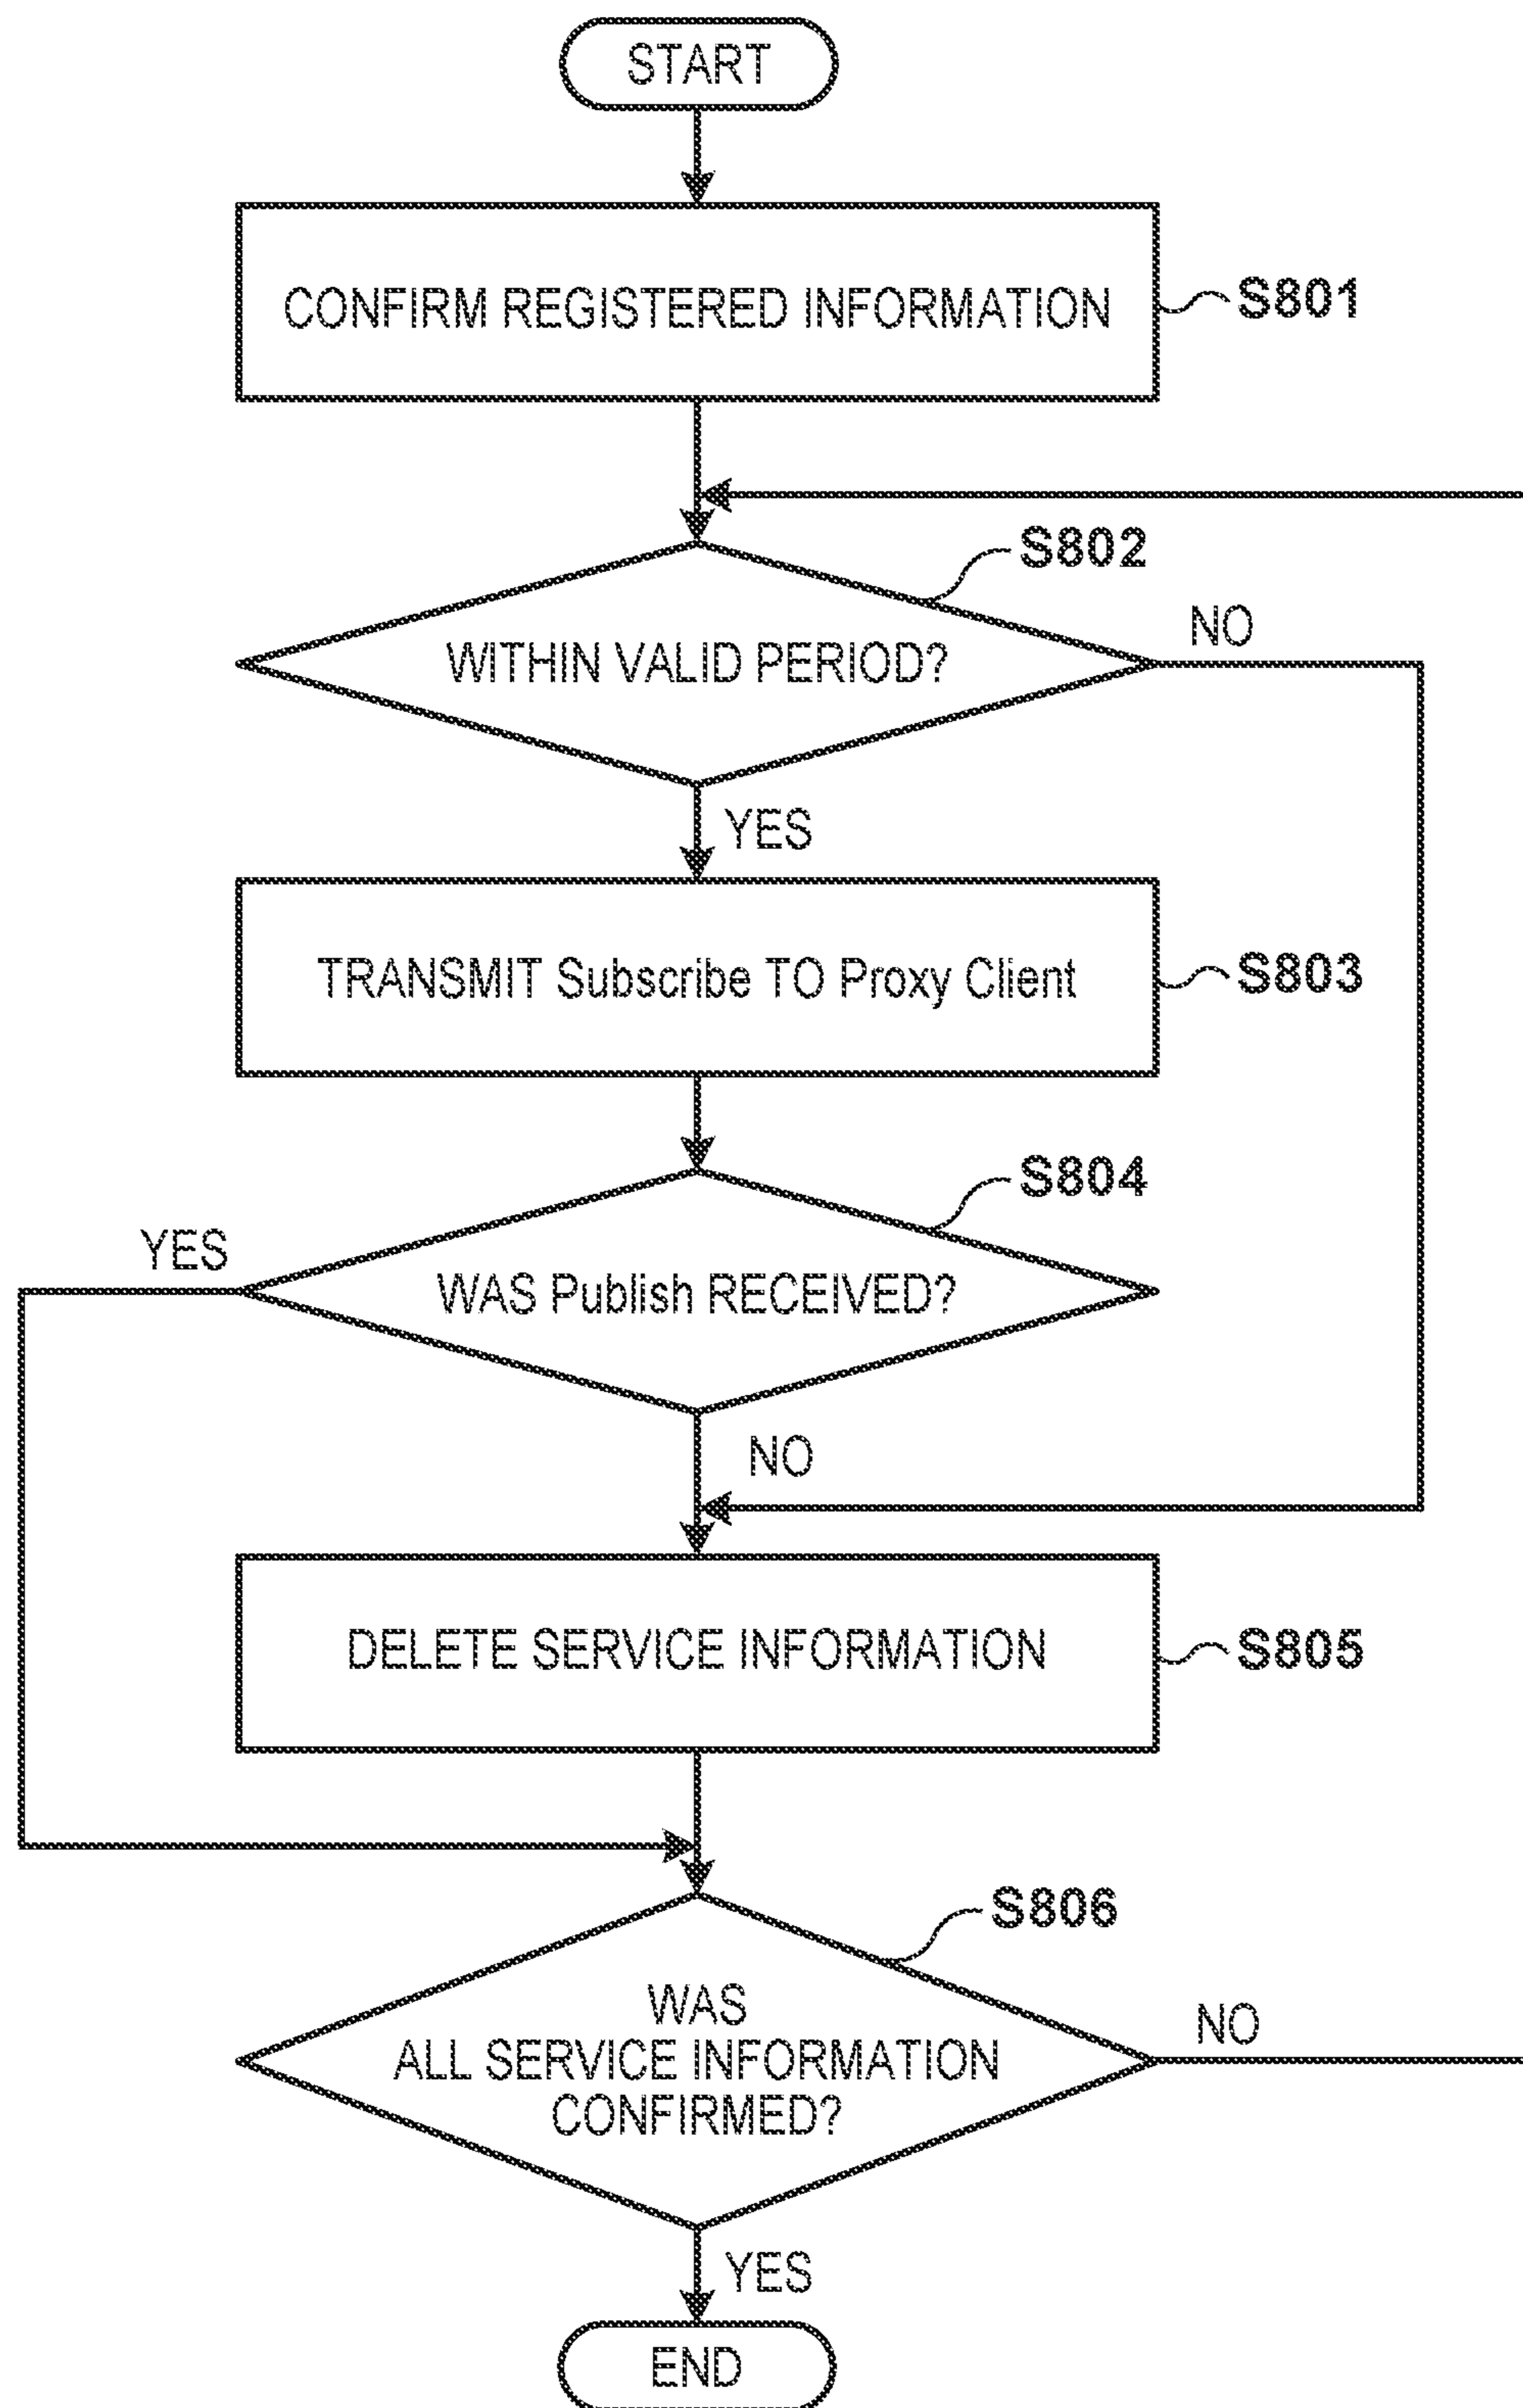 START
CONFIRM REGISTERED INFORMATION
S801
S802
WITHIN VALID PERIOD?
NO
YES
TRANSMIT Subscribe TO Proxy Client
S803
S804
YES
WAS Publish RECEIVED?
NO
DELETE SERVICE INFORMATION
S805
S806
WAS
ALL SERVICE INFORMATION
CONFIRMED?
NO
YES
END